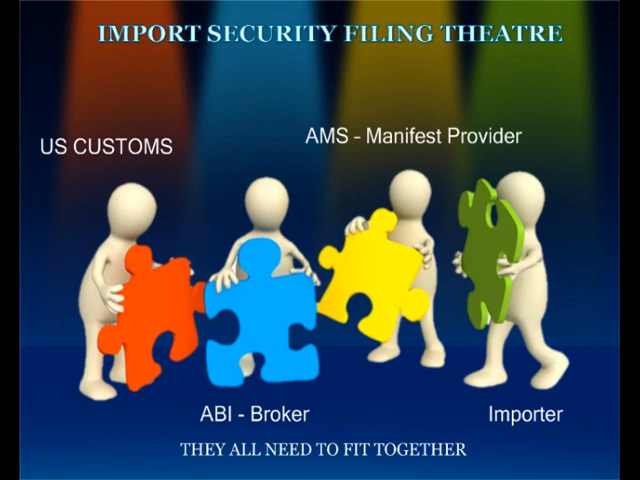 IMPORT SECURITY FILING THEATRE
US CUSTOMS
AMS - Manifest Provider
ABI - Broker
Importer
THEY ALL NEED TO FIT TOGETHER